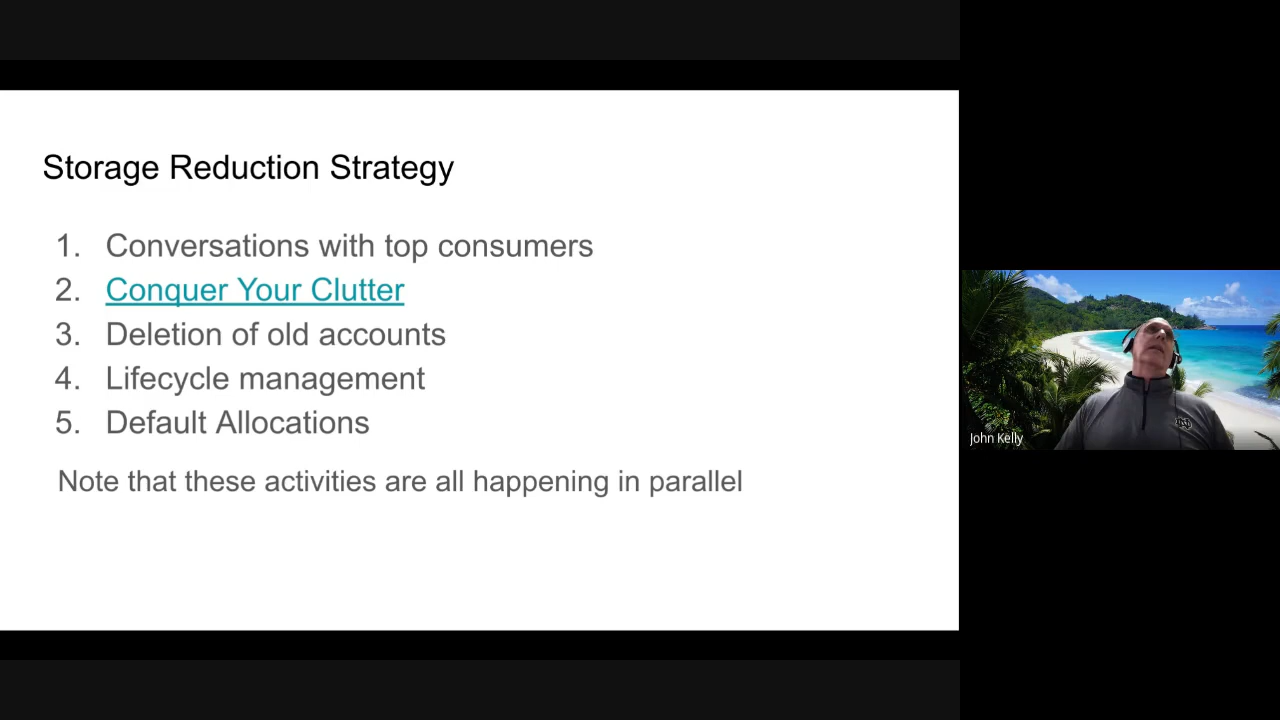 Storage Reduction Strategy
1. Conversations with top consumers
2. Conquer Your Clutter
3. Deletion of old accounts
4. Lifecycle management
5. Default Allocations
Note that these activities are all happening in parallel
John Kelly